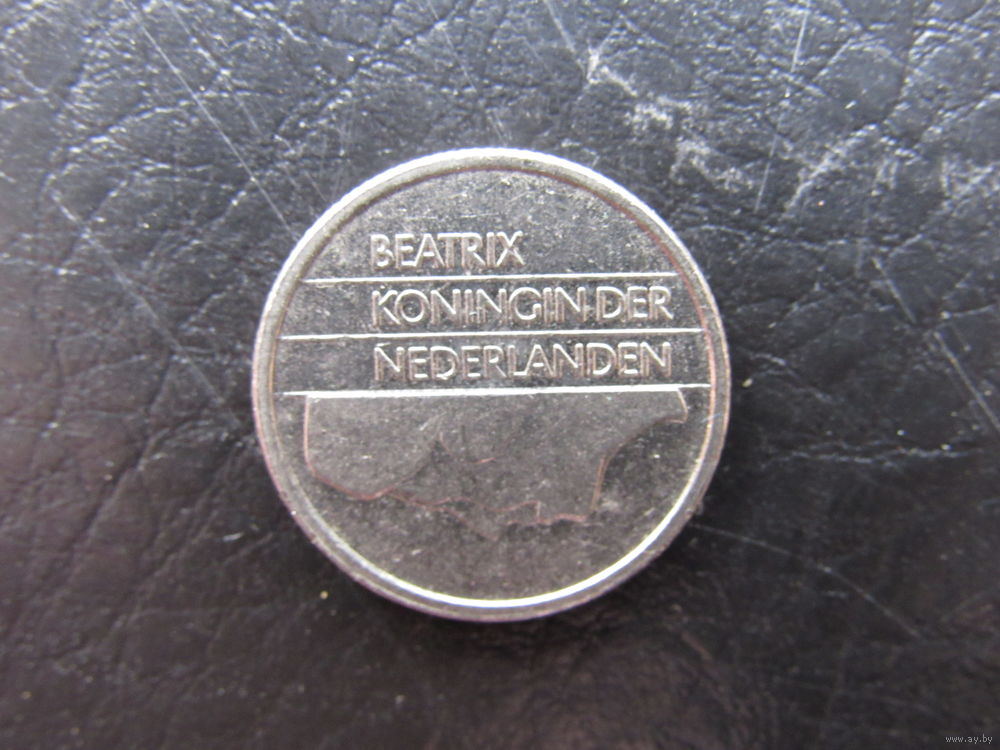 BEATRIX
KONINGIN DER
NEDERLANDEN
www.ay.by